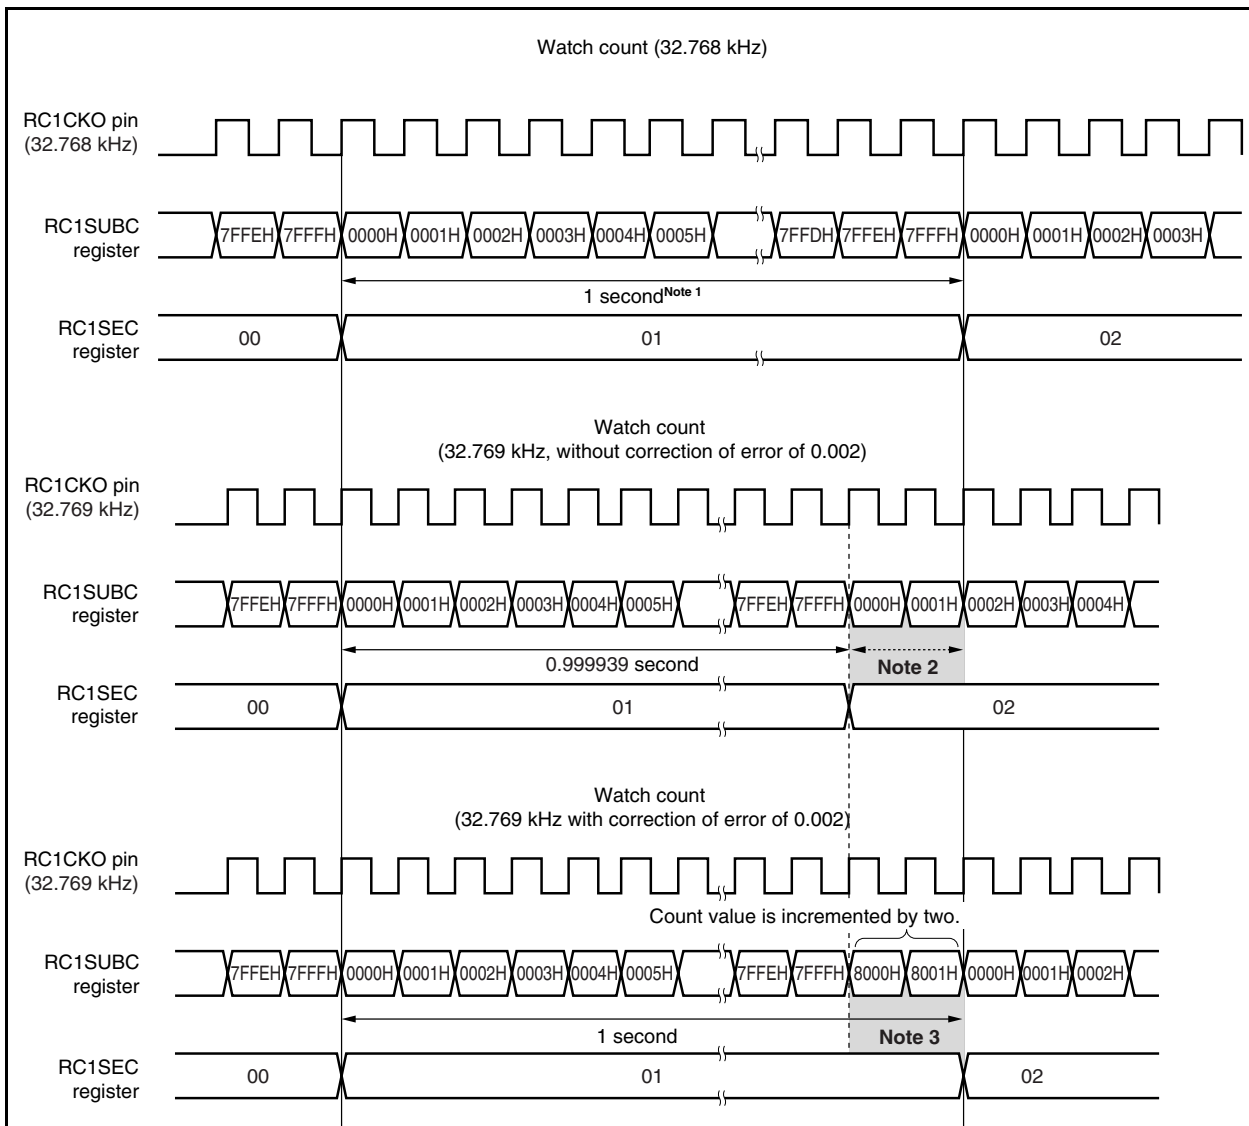 Watch count (32.768 kHz)
RC1CKO pin
(32.768 kHz)
RC1SUBC
register
7FFEH 7FFFH 0000H 0001H 0002H 0003H 0004H 0005H 7FFDH 7FFEH 7FFFH 0000H 0001H 0002H 0003H
1 second Note 1
RC1SEC
register
00 01 02
Watch count
(32.769 kHz, without correction of error of 0.002)
RC1CKO pin
(32.769 kHz)
RC1SUBC
register
7FFEH 7FFFH 0000H 0001H 0002H 0003H 0004H 0005H 7FFEH 7FFFH 0000H 0001H 0002H 0003H 0004H
0.999939 second Note 2
RC1SEC
register
00 01 02
Watch count
(32.769 kHz with correction of error of 0.002)
RC1CKO pin
(32.769 kHz)
Count value is incremented by two.
RC1SUBC
register
7FFEH 7FFFH 0000H 0001H 0002H 0003H 0004H 0005H 7FFEH 7FFFH 8000H 8001H 0000H 0001H 0002H
1 second Note 3
RC1SEC
register
00 01 02